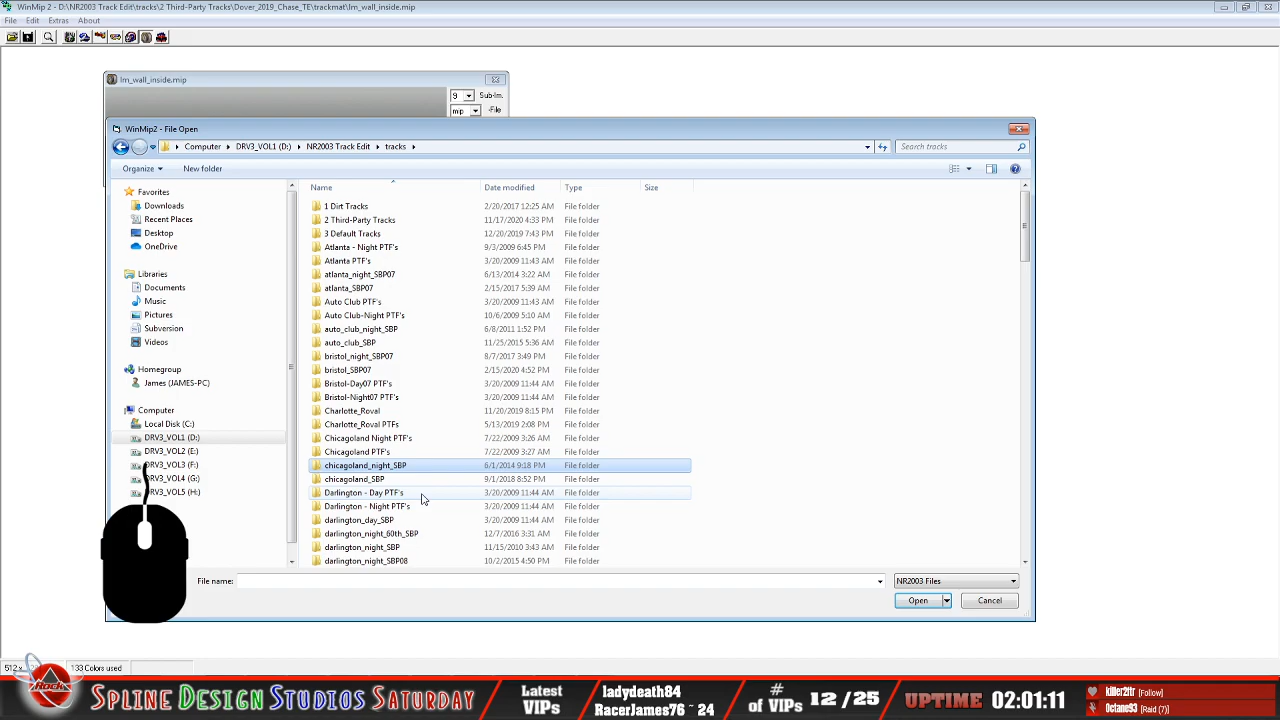 WinMip 2 - D:\NR2003 Track Edit\tracks\2 Third-Party Tracks\Dover_2019_Chase_TE\trackmat\lm_wall_inside.mip
File Edit Extras About
lm_wall_inside.mip
9 Sub-Im.
mip -File
WinMip2 - File Open
Computer DRV3_VOL1 (D:) NR2003 Track Edit tracks Search tracks
Organize New folder
Name Date modified Type Size
Favorites
Downloads
Recent Places
Desktop
OneDrive
Libraries
Documents
Music
Pictures
Subversion
Videos
Homegroup
James (JAMES-PC)
Computer
Local Disk (C:)
DRV3_VOL1 (D:)
DRV3_VOL2 (E:)
DRV3_VOL3 (F:)
DRV3_VOL4 (G:)
DRV3_VOL5 (H:)
1 Dirt Tracks 2/20/2017 12:25 AM File folder
2 Third-Party Tracks 11/17/2020 4:33 PM File folder
3 Default Tracks 12/20/2019 7:43 PM File folder
Atlanta - Night PTF's 9/3/2009 6:45 PM File folder
Atlanta PTF's 3/20/2009 11:43 AM File folder
atlanta_night_SBP07 6/13/2014 3:22 AM File folder
atlanta_SBP07 2/15/2017 5:39 AM File folder
Auto Club PTF's 3/20/2009 11:43 AM File folder
Auto Club-Night PTF's 10/6/2009 5:10 AM File folder
auto_club_night_SBP 6/8/2011 1:52 PM File folder
auto_club_SBP 11/25/2015 5:36 AM File folder
bristol_night_SBP07 8/7/2017 3:49 PM File folder
bristol_SBP07 2/15/2020 4:52 PM File folder
Bristol-Day07 PTF's 3/20/2009 11:44 AM File folder
Bristol-Night07 PTF's 3/20/2009 11:44 AM File folder
Charlotte_Roval 11/20/2019 8:15 PM File folder
Charlotte_Roval PTFs 5/13/2019 2:08 PM File folder
Chicagoland Night PTF's 7/22/2009 3:26 AM File folder
Chicagoland PTF's 7/22/2009 3:27 AM File folder
chicagoland_night_SBP 6/1/2014 9:18 PM File folder
chicagoland_SBP 9/1/2018 8:52 PM File folder
Darlington - Day PTF's 3/20/2009 11:44 AM File folder
Darlington - Night PTF's 3/20/2009 11:44 AM File folder
darlington_day_SBP 3/20/2009 11:44 AM File folder
darlington_night_60th_SBP 12/7/2016 3:31 AM File folder
darlington_night_SBP 11/15/2010 3:43 AM File folder
darlington_night_SBP08 10/2/2015 4:50 PM File folder
File name: NR2003 Files
Open Cancel
512 x 133 Colors used
Rock
Spline Design Studios Saturday
Latest VIPs
ladydeath84
RacerJames76 ~ 24
# of VIPs 12 / 25
Uptime 02:01:11
killer2ltr [Follow]
Octane93 [Raid (7)]